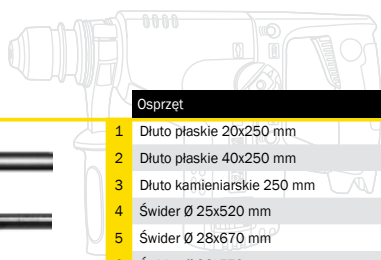 Osprzęt
1 Dłuto płaskie 20x250 mm
2 Dłuto płaskie 40x250 mm
3 Dłuto kamieniarskie 250 mm
4 Świder Ø 25x520 mm
5 Świder Ø 28x670 mm